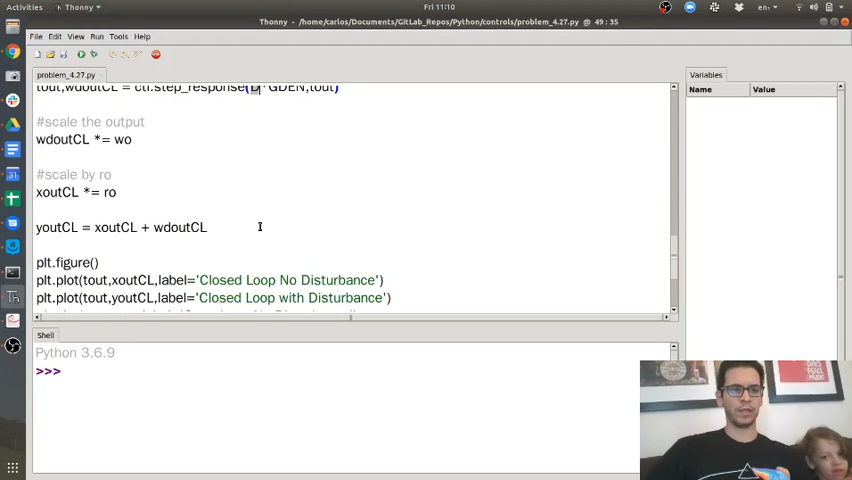 Activities Thonny Fri 11:10 en
Thonny - /home/carlos/Documents/GitLab_Repos/Python/controls/problem_4.27.py @ 49 : 35
File Edit View Run Tools Help
problem_4.27.py
Variables
Name Value
tout,wdoutCL = ctl.step_response(D*GDEN,tout)
#scale the output
wdoutCL *= wo
#scale by ro
xoutCL *= ro
youtCL = xoutCL + wdoutCL
plt.figure()
plt.plot(tout,xoutCL,label='Closed Loop No Disturbance')
plt.plot(tout,youtCL,label='Closed Loop with Disturbance')
Shell
Python 3.6.9
>>>